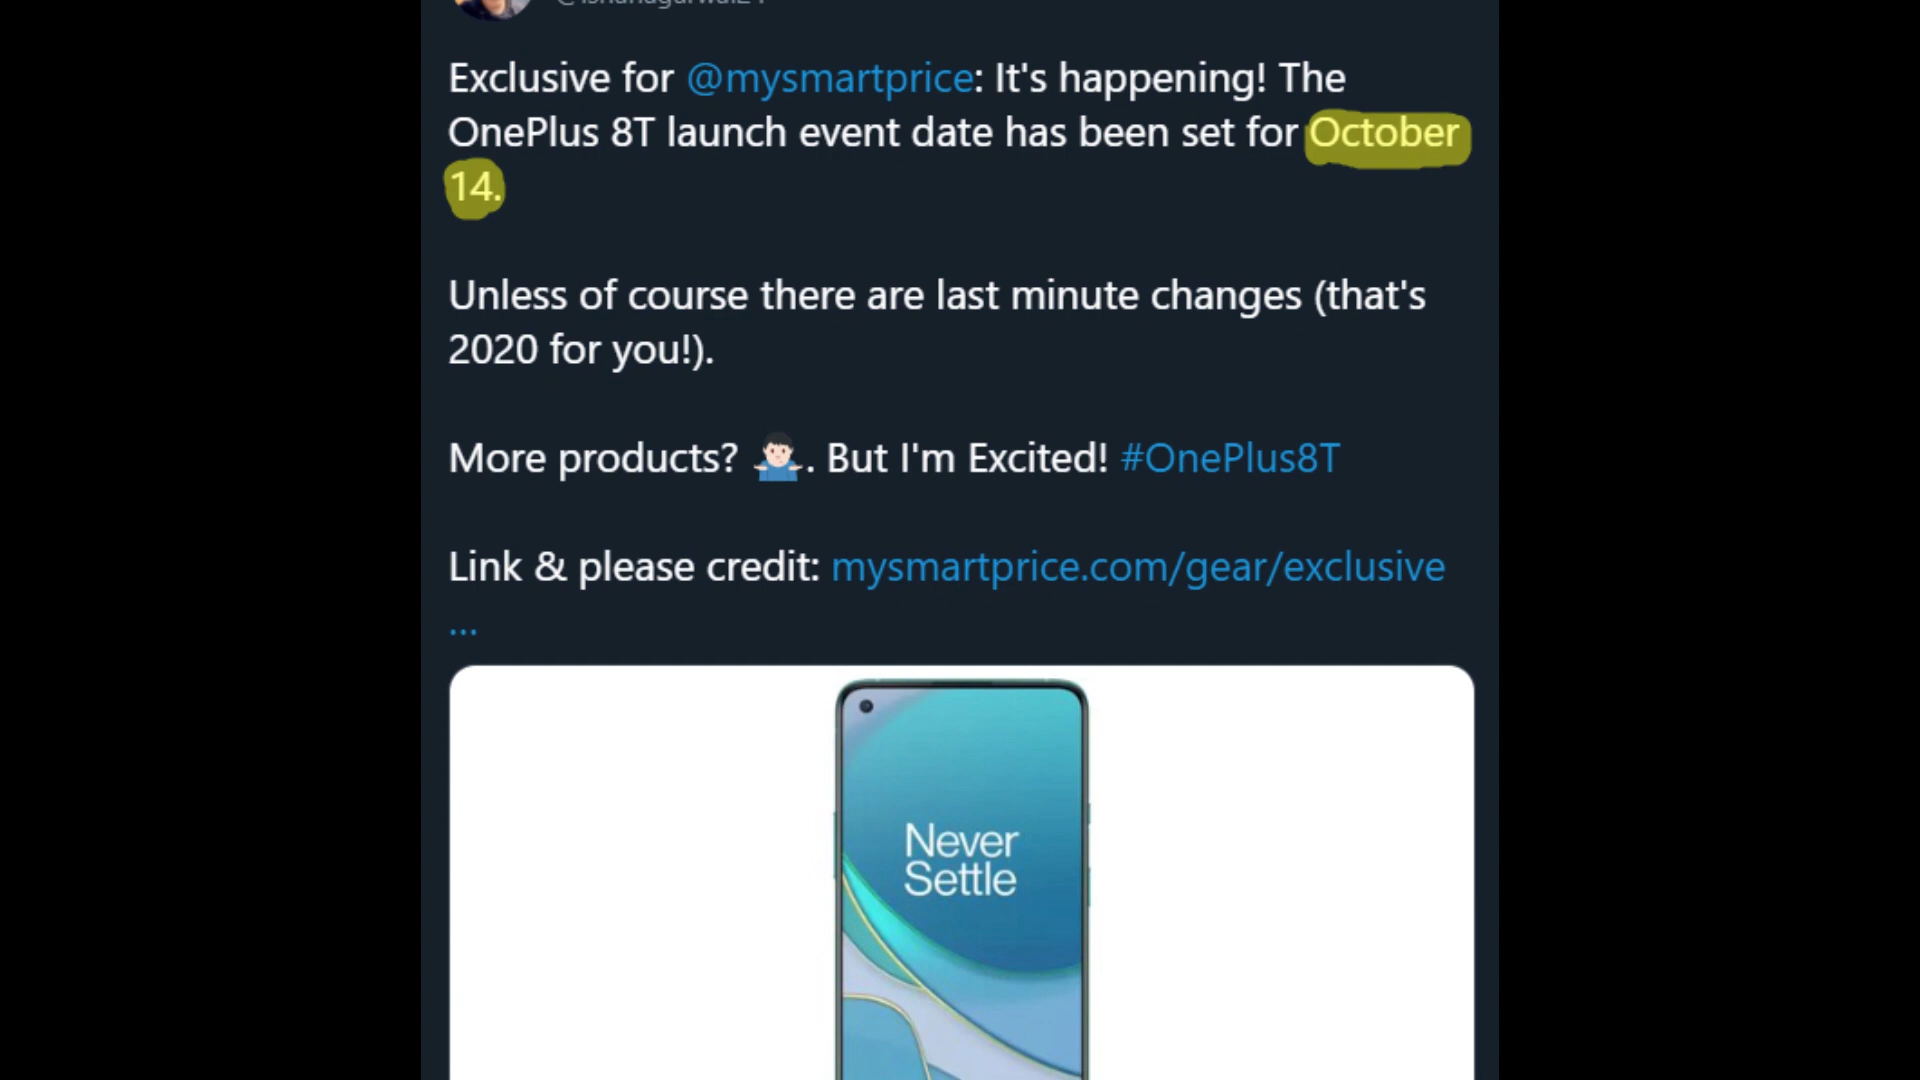 Exclusive for @mysmartprice: It's happening! The
OnePlus 8T launch event date has been set for October
14.
Unless of course there are last minute changes (that's
2020 for you!).
More products? 🤷🏻‍♂️. But I'm Excited! #OnePlus8T
Link & please credit: mysmartprice.com/gear/exclusive
...
Never
Settle